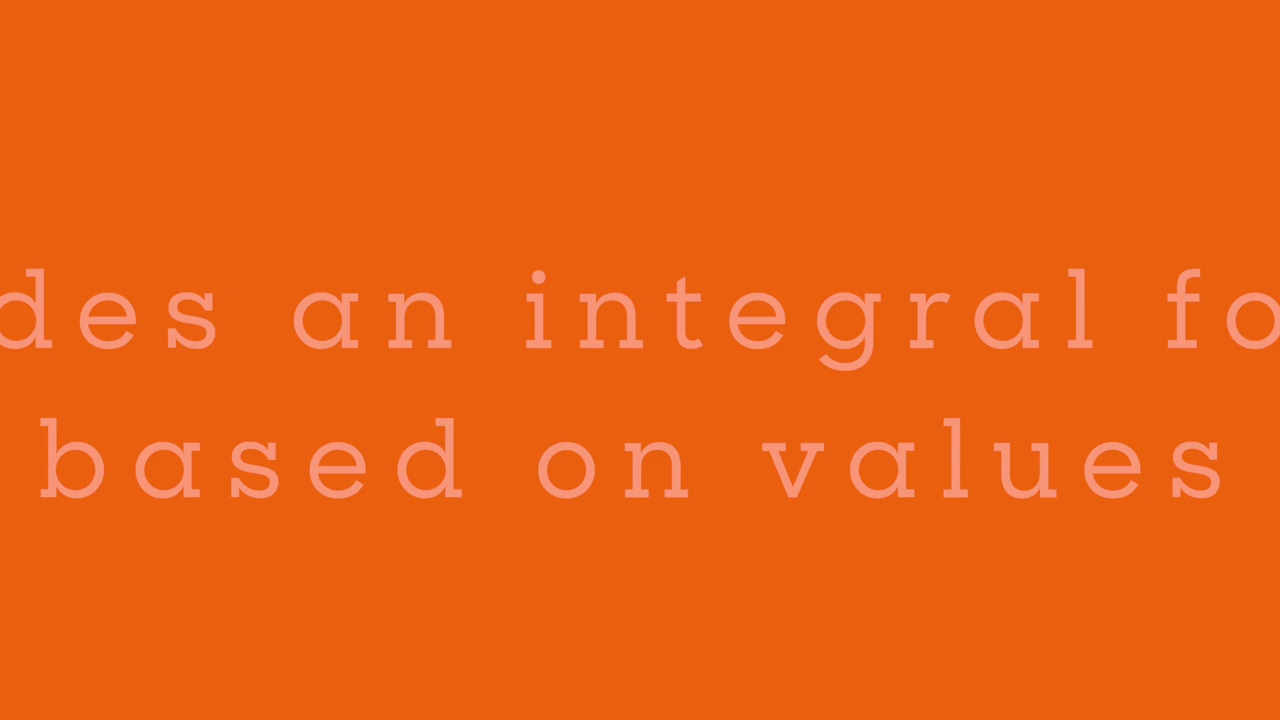 des an integral fo
based on values